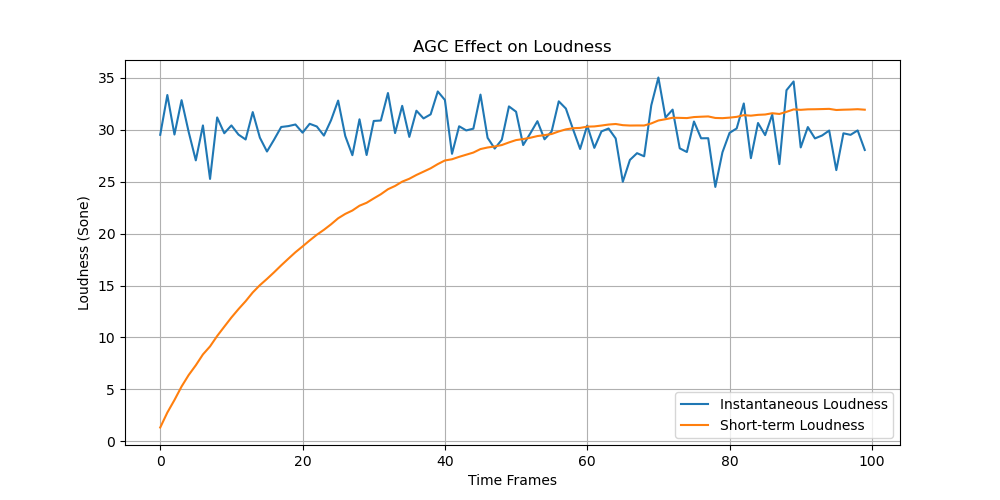 AGC Effect on Loudness
Loudness (Sone)
35
30
25
20
15
10
5
0
0 20 40 60 80 100
Time Frames
Instantaneous Loudness
Short-term Loudness